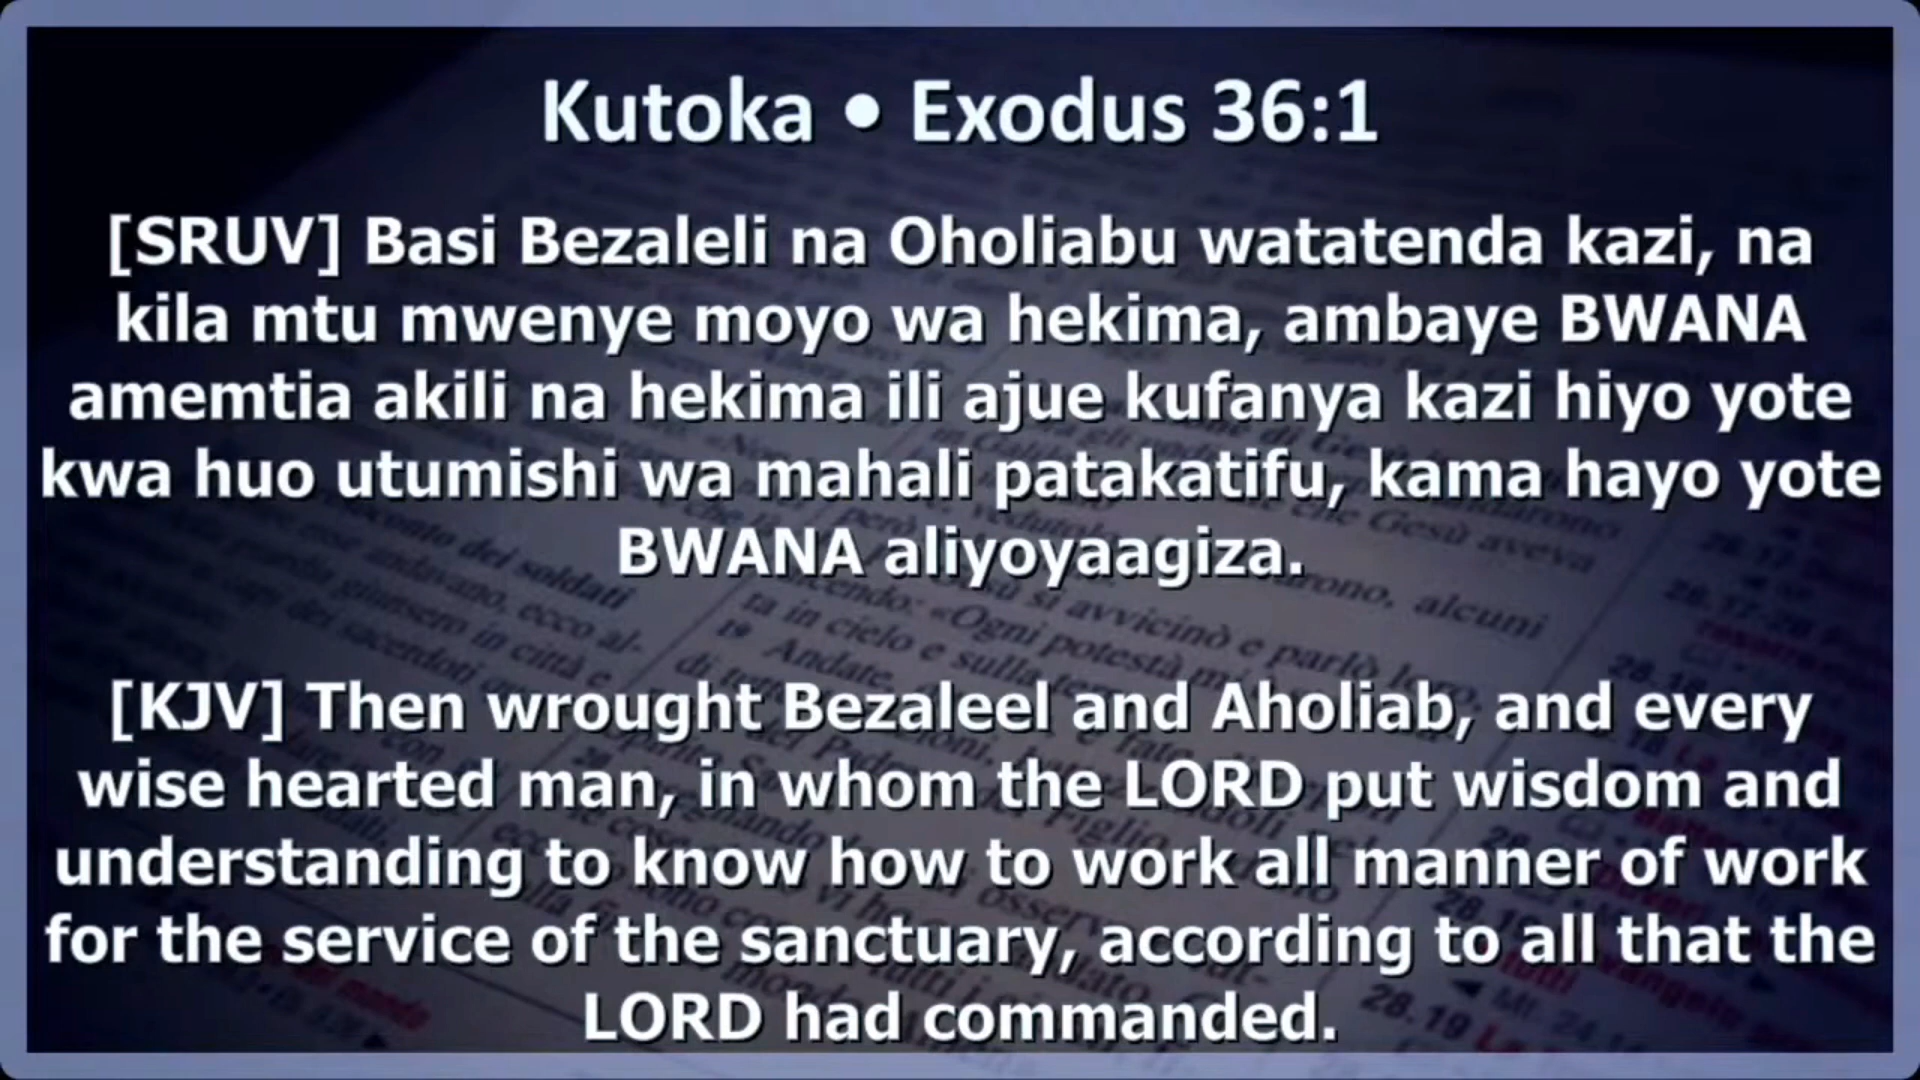 Kutoka • Exodus 36:1
[SRUV] Basi Bezaleli na Oholiabu watatenda kazi, na
kila mtu mwenye moyo wa hekima, ambaye BWANA
amemtia akili na hekima ili ajue kufanya kazi hiyo yote
kwa huo utumishi wa mahali patakatifu, kama hayo yote
BWANA aliyoyaagiza.
[KJV] Then wrought Bezaleel and Aholiab, and every
wise hearted man, in whom the LORD put wisdom and
understanding to know how to work all manner of work
for the service of the sanctuary, according to all that the
LORD had commanded.